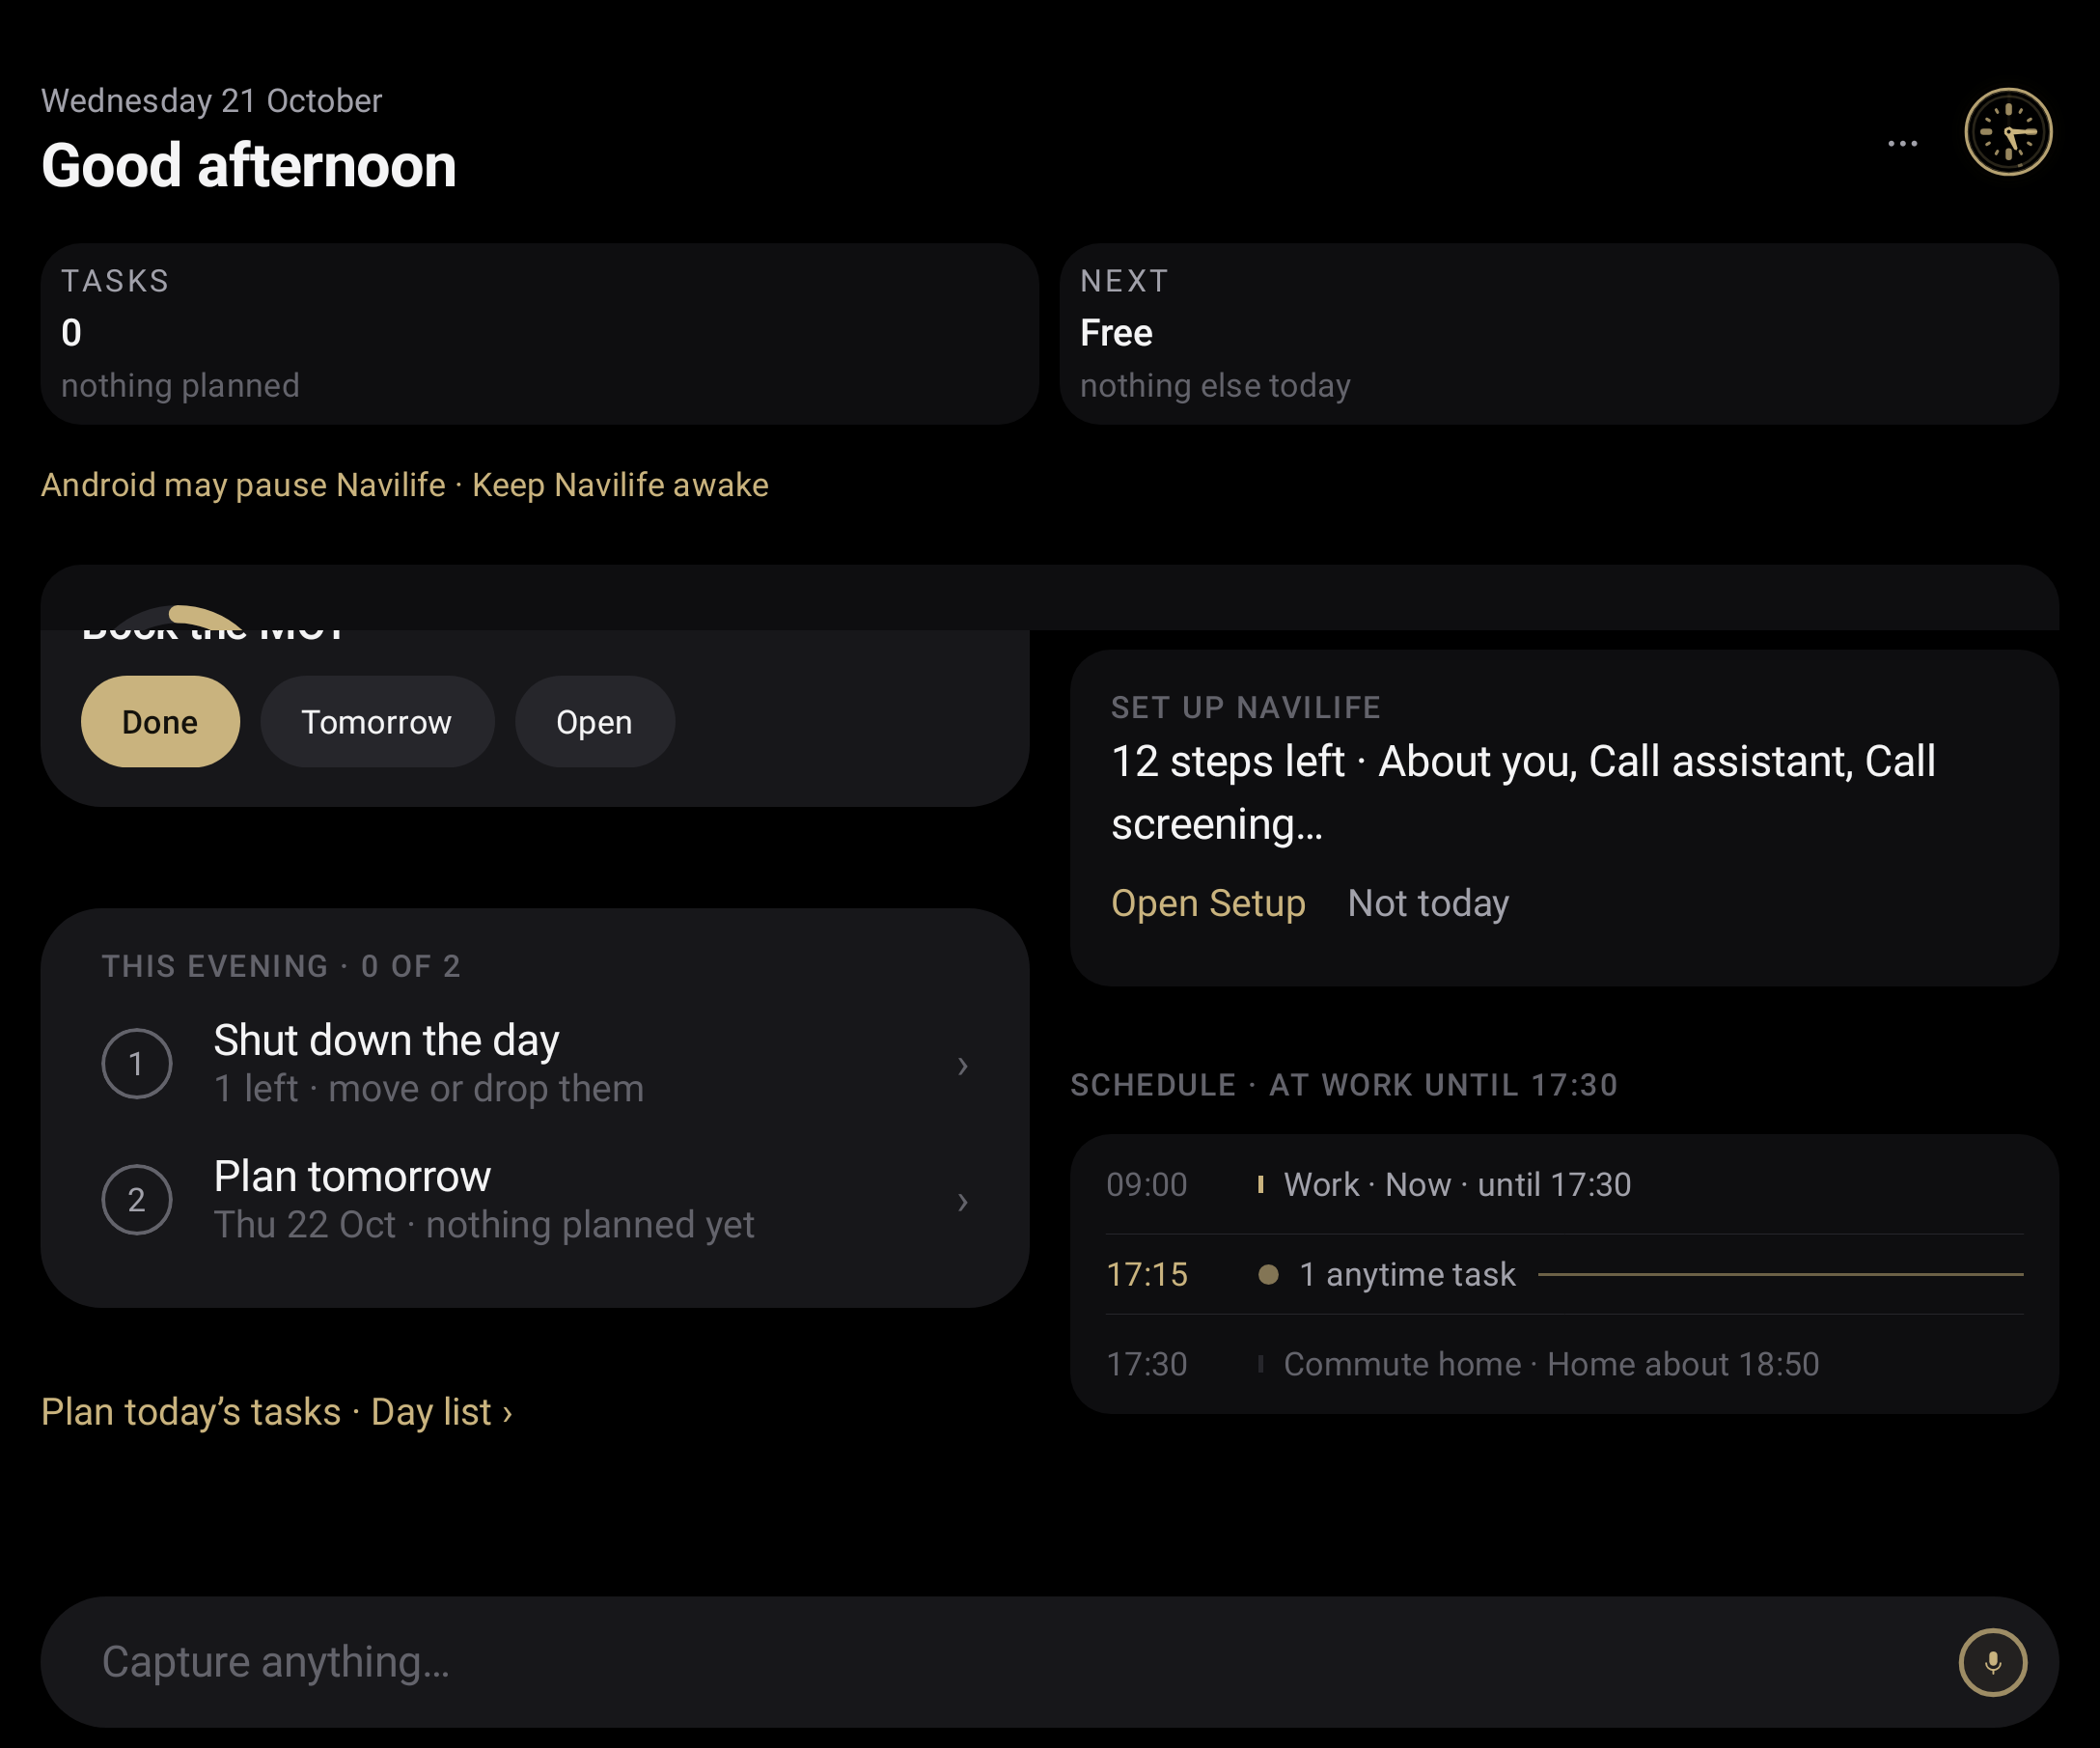 Wednesday 21 October
Good afternoon
TASKS
0
nothing planned
NEXT
Free
nothing else today
Android may pause Navilife · Keep Navilife awake
Book the MOT
Done
Tomorrow
Open
THIS EVENING · 0 OF 2
1
Shut down the day
1 left · move or drop them
›
2
Plan tomorrow
Thu 22 Oct · nothing planned yet
›
Plan today’s tasks · Day list ›
SET UP NAVILIFE
12 steps left · About you, Call assistant, Call
screening…
Open Setup
Not today
SCHEDULE · AT WORK UNTIL 17:30
09:00 Work · Now · until 17:30
17:15 1 anytime task
17:30 Commute home · Home about 18:50
Capture anything…